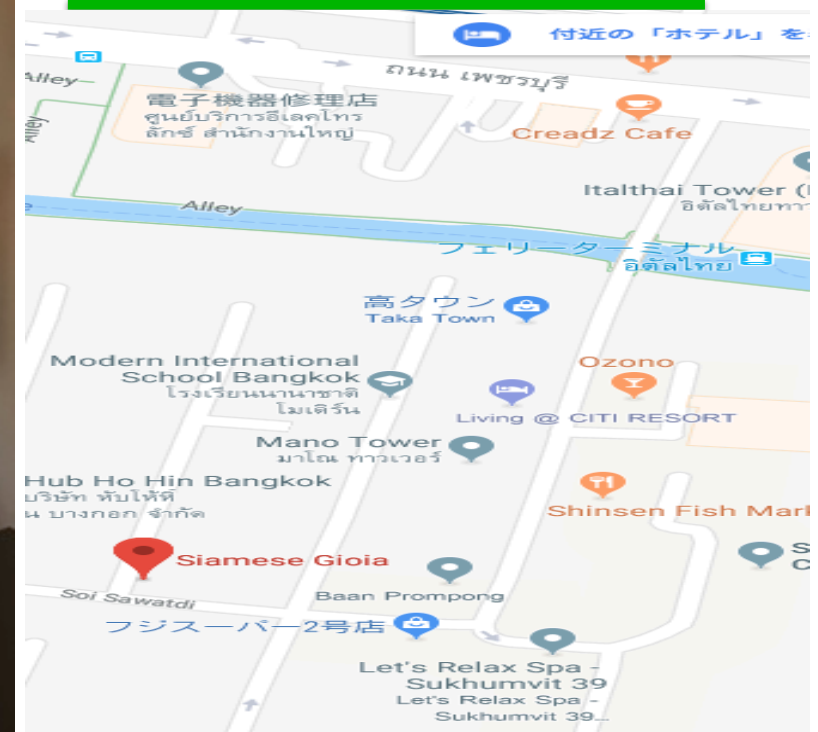 付近の「ホテル」を
Alley
ถนน เพชรบุรี
電子機器修理店
ศูนย์บริการอีเลคโทร
ลักซ์ สำนักงานใหญ่
Alley
Creadz Cafe
Italthai Tower (
อิตัลไทยทาว
Alley
フェリーターミナル
อิตัลไทย
高タウン
Taka Town
Modern International
School Bangkok
โรงเรียนนานาชาติ
โมเดิร์น
Ozono
Living @ CITI RESORT
Mano Tower
มาโณ ทาวเวอร์
Hub Ho Hin Bangkok
บริษัท ฟู้ดโฮ่ที่
น บางกอก จำกัด
Shinsen Fish Mar
Siamese Gioia
S
C
Baan Prompong
Soi Sawatdi
フジスーパー2号店
Let's Relax Spa -
Sukhumvit 39
Let's Relax Spa -
Sukhumvit 39...